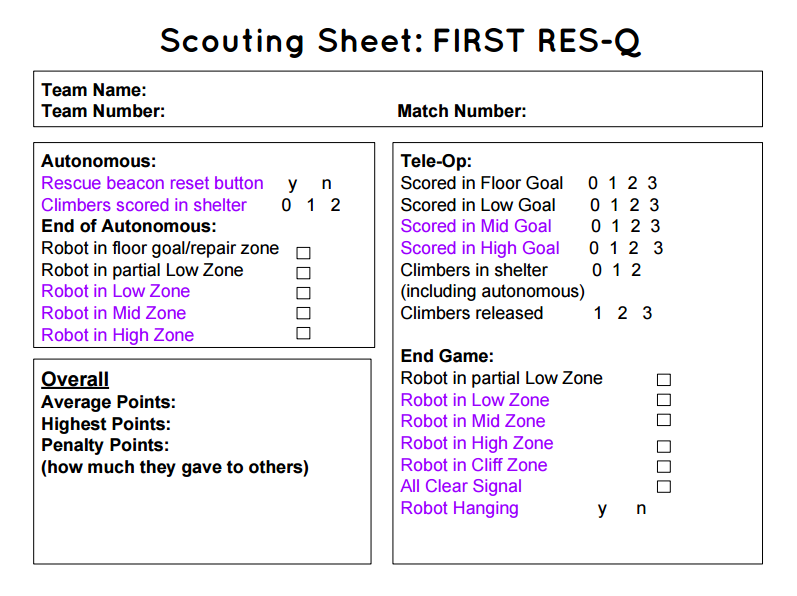 Scouting Sheet: FIRST RES-Q
Team Name:
Team Number: Match Number:
Autonomous:
Rescue beacon reset button y n
Climbers scored in shelter 0 1 2
End of Autonomous:
Robot in floor goal/repair zone
Robot in partial Low Zone
Robot in Low Zone
Robot in Mid Zone
Robot in High Zone
Overall
Average Points:
Highest Points:
Penalty Points:
(how much they gave to others)
Tele-Op:
Scored in Floor Goal 0 1 2 3
Scored in Low Goal 0 1 2 3
Scored in Mid Goal 0 1 2 3
Scored in High Goal 0 1 2 3
Climbers in shelter 0 1 2
(including autonomous)
Climbers released 1 2 3
End Game:
Robot in partial Low Zone
Robot in Low Zone
Robot in Mid Zone
Robot in High Zone
Robot in Cliff Zone
All Clear Signal
Robot Hanging y n